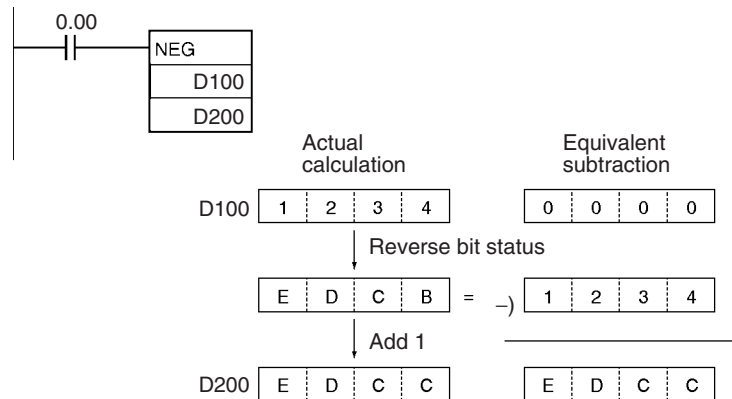 0.00
NEG
D100
D200
Actual calculation
Equivalent subtraction
D100 1 2 3 4 0 0 0 0
Reverse bit status
E D C B = –) 1 2 3 4
Add 1
D200 E D C C E D C C